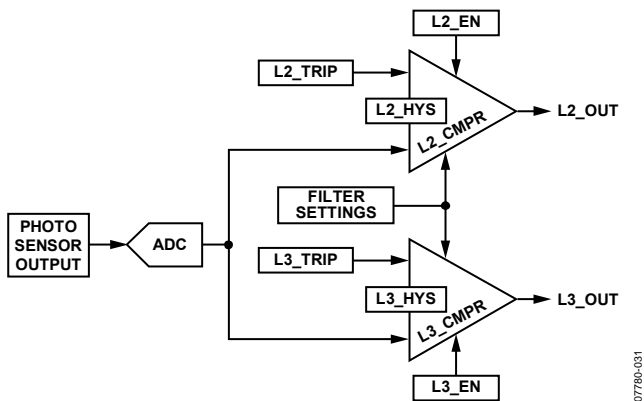 L2_EN
L2_TRIP
L2_HYS
L2_CMPR
L2_OUT
FILTER
SETTINGS
PHOTO
SENSOR
OUTPUT
ADC
L3_TRIP
L3_HYS
L3_CMPR
L3_OUT
L3_EN
07780-031